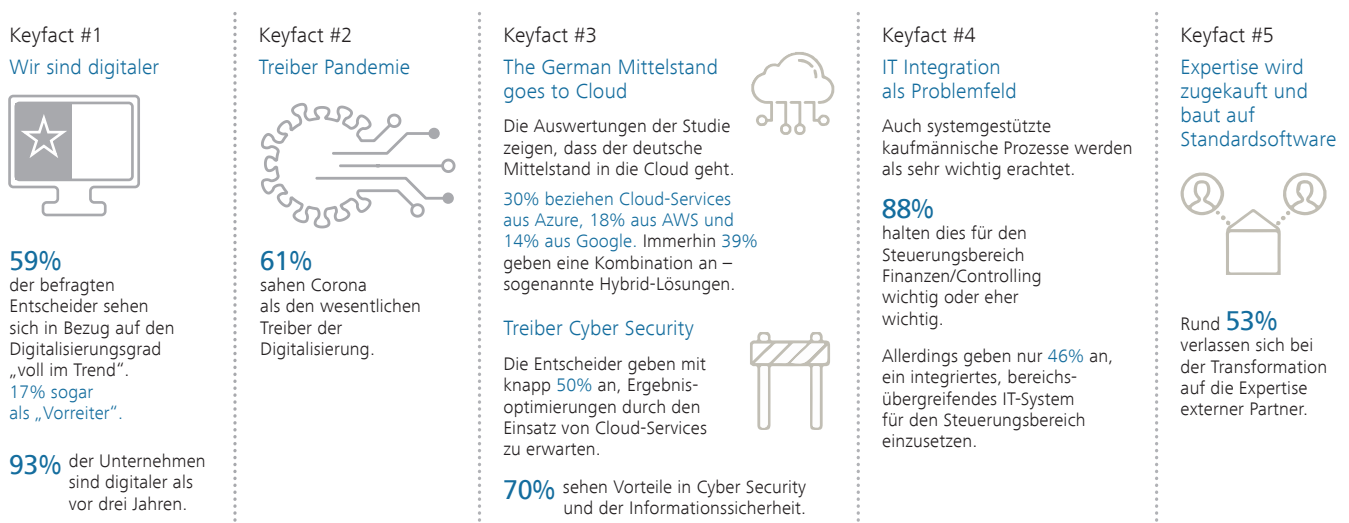 Keyfact #1
Wir sind digitaler
59%
der befragten
Entscheider sehen
sich in Bezug auf den
Digitalisierungsgrad
„voll im Trend“.
17% sogar
als „Vorreiter“.
93% der Unternehmen
sind digitaler als
vor drei Jahren.
Keyfact #2
Treiber Pandemie
61%
sahen Corona
als den wesentlichen
Treiber der
Digitalisierung.
Keyfact #3
The German Mittelstand
goes to Cloud
Die Auswertungen der Studie
zeigen, dass der deutsche
Mittelstand in die Cloud geht.
30% beziehen Cloud-Services
aus Azure, 18% aus AWS und
14% aus Google. Immerhin 39%
geben eine Kombination an –
sogenannte Hybrid-Lösungen.
Treiber Cyber Security
Die Entscheider geben mit
knapp 50% an, Ergebnis-
optimierungen durch den
Einsatz von Cloud-Services
zu erwarten.
70% sehen Vorteile in Cyber Security
und der Informationssicherheit.
Keyfact #4
IT Integration
als Problemfeld
Auch systemgestützte
kaufmännische Prozesse werden
als sehr wichtig erachtet.
88%
halten dies für den
Steuerungsbereich
Finanzen/Controlling
wichtig oder eher
wichtig.
Allerdings geben nur 46% an,
ein integriertes, bereichs-
übergreifendes IT-System
für den Steuerungsbereich
einzusetzen.
Keyfact #5
Expertise wird
zugekauft und
baut auf
Standardsoftware
Rund 53%
verlassen sich bei
der Transformation
auf die Expertise
externer Partner.